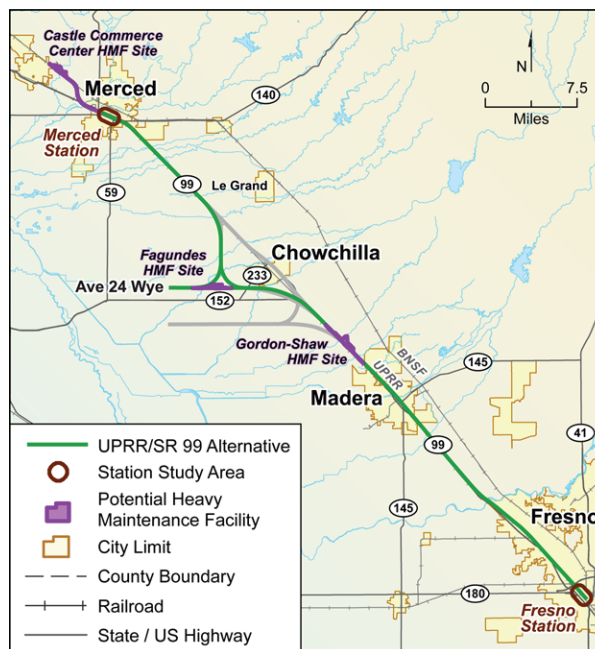 Castle Commerce
Center HMF Site
Merced
N
0 7.5
Miles
140
Merced
Station
59
99
Le Grand
Fagundes
HMF Site
Chowchilla
233
Ave 24 Wye
152
Gordon-Shaw
HMF Site
BNSF
UPRR
145
Madera
99
41
145
Fresno
180
Fresno
Station
UPRR/SR 99 Alternative
Station Study Area
Potential Heavy
Maintenance Facility
City Limit
County Boundary
Railroad
State / US Highway